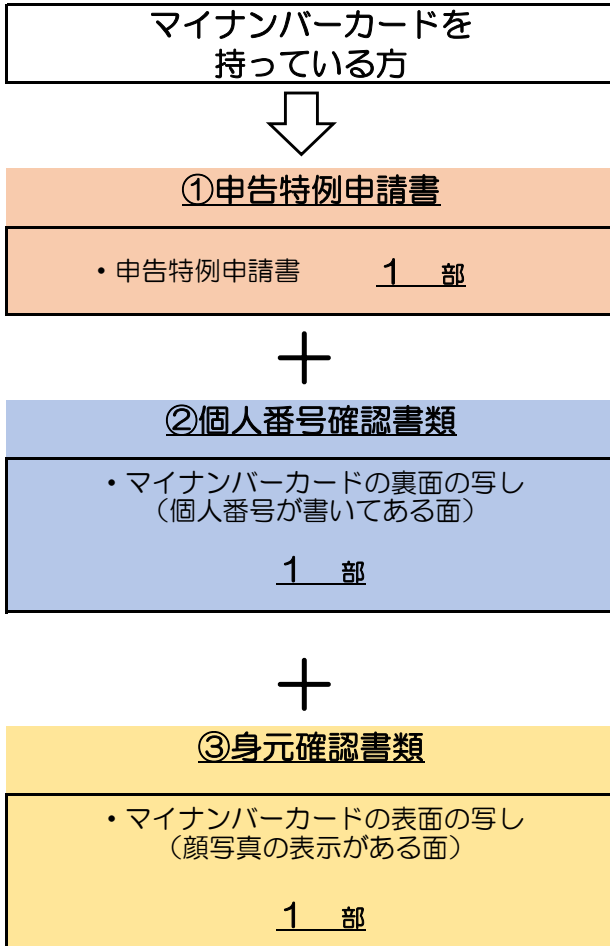 マイナンバーカードを
持っている方
①申告特例申請書
・申告特例申請書 1 部
＋
②個人番号確認書類
・マイナンバーカードの裏面の写し
（個人番号が書いてある面）
1 部
＋
③身元確認書類
・マイナンバーカードの表面の写し
（顔写真の表示がある面）
1 部